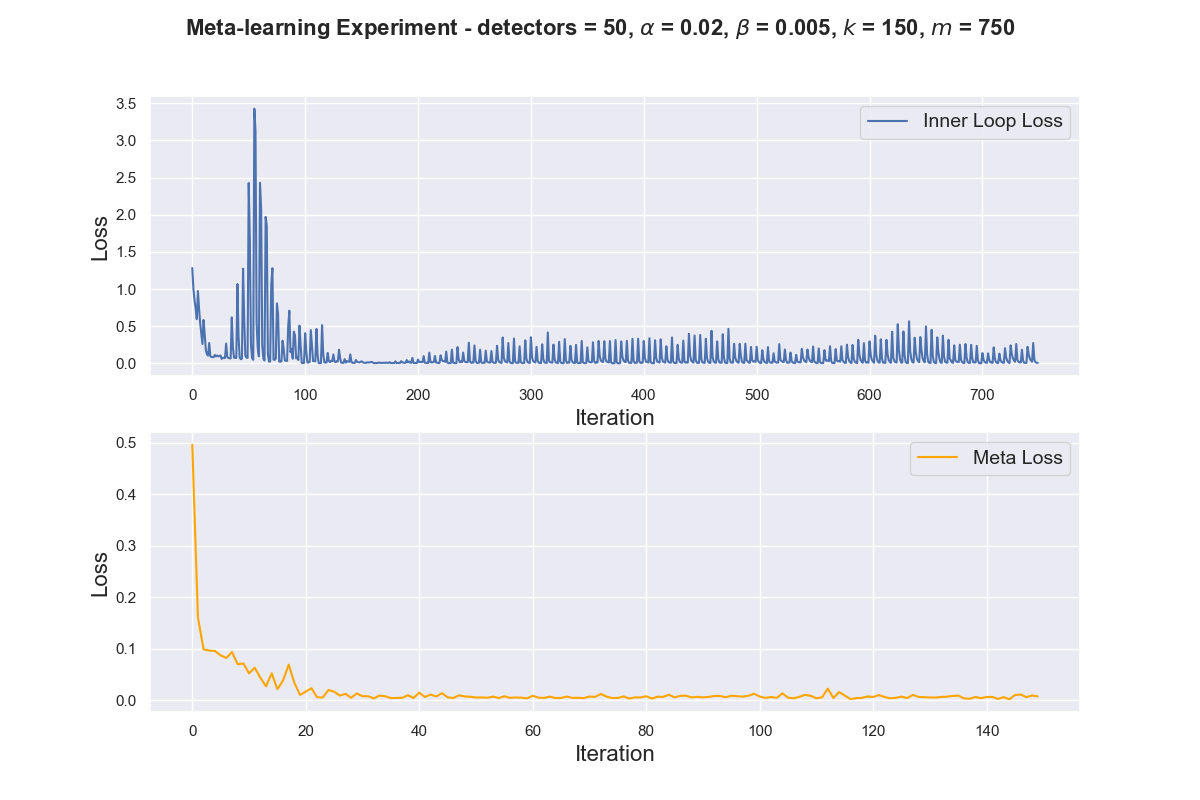 Meta-learning Experiment - detectors = 50, α = 0.02, β = 0.005, k = 150, m = 750
3.5
3.0
2.5
2.0
1.5
1.0
0.5
0.0
Loss
Inner Loop Loss
0 100 200 300 400 500 600 700
Iteration
0.5
0.4
0.3
0.2
0.1
0.0
Loss
Meta Loss
0 20 40 60 80 100 120 140
Iteration